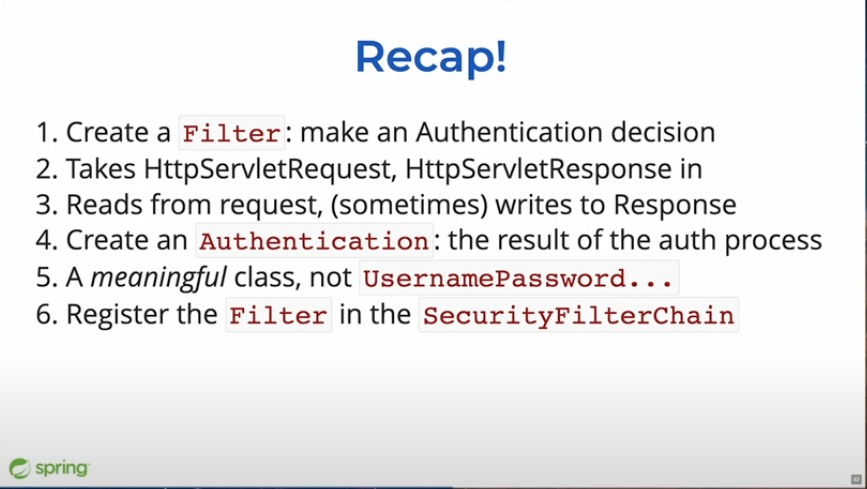 Recap!
1. Create a Filter: make an Authentication decision
2. Takes HttpServletRequest, HttpServletResponse in
3. Reads from request, (sometimes) writes to Response
4. Create an Authentication: the result of the auth process
5. A meaningful class, not UsernamePassword...
6. Register the Filter in the SecurityFilterChain
spring